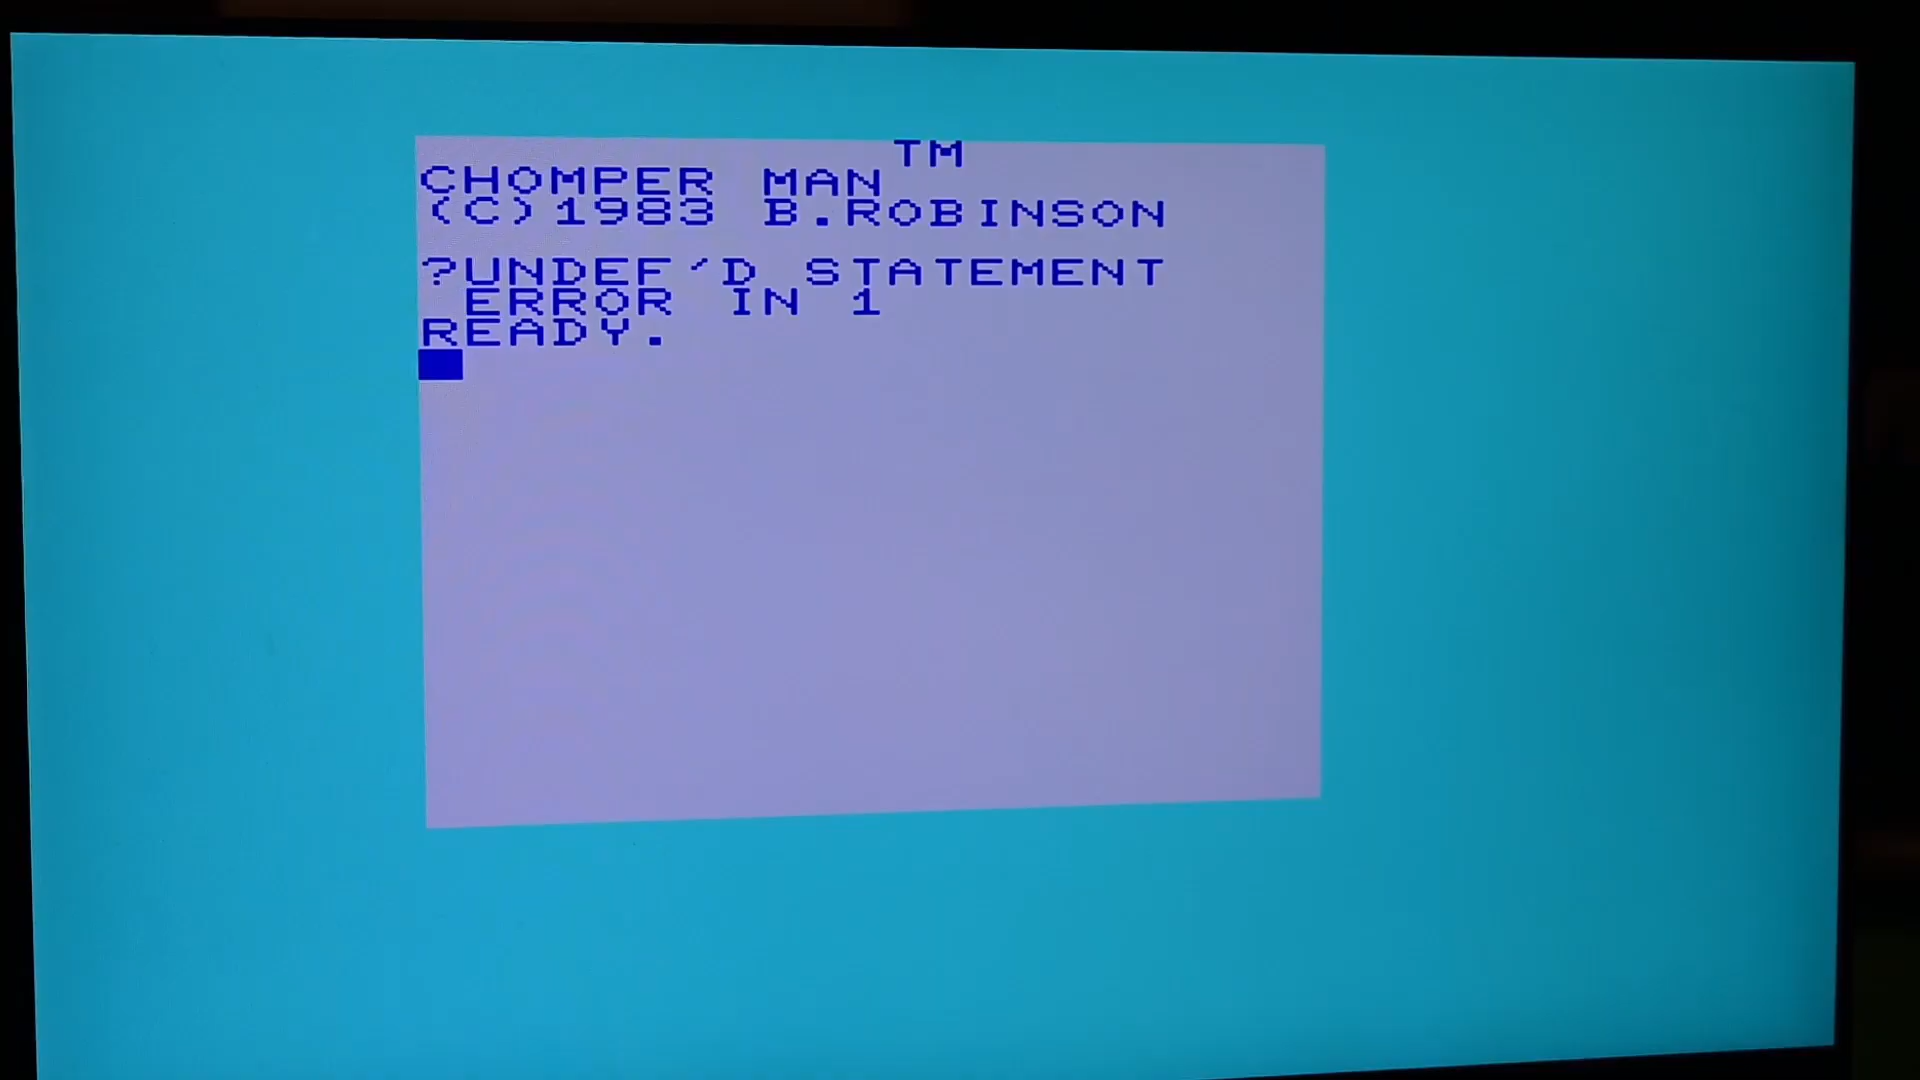 TM
CHOMPER MAN
(C)1983 B.ROBINSON
?UNDEF'D STATEMENT
ERROR IN 1
READY.